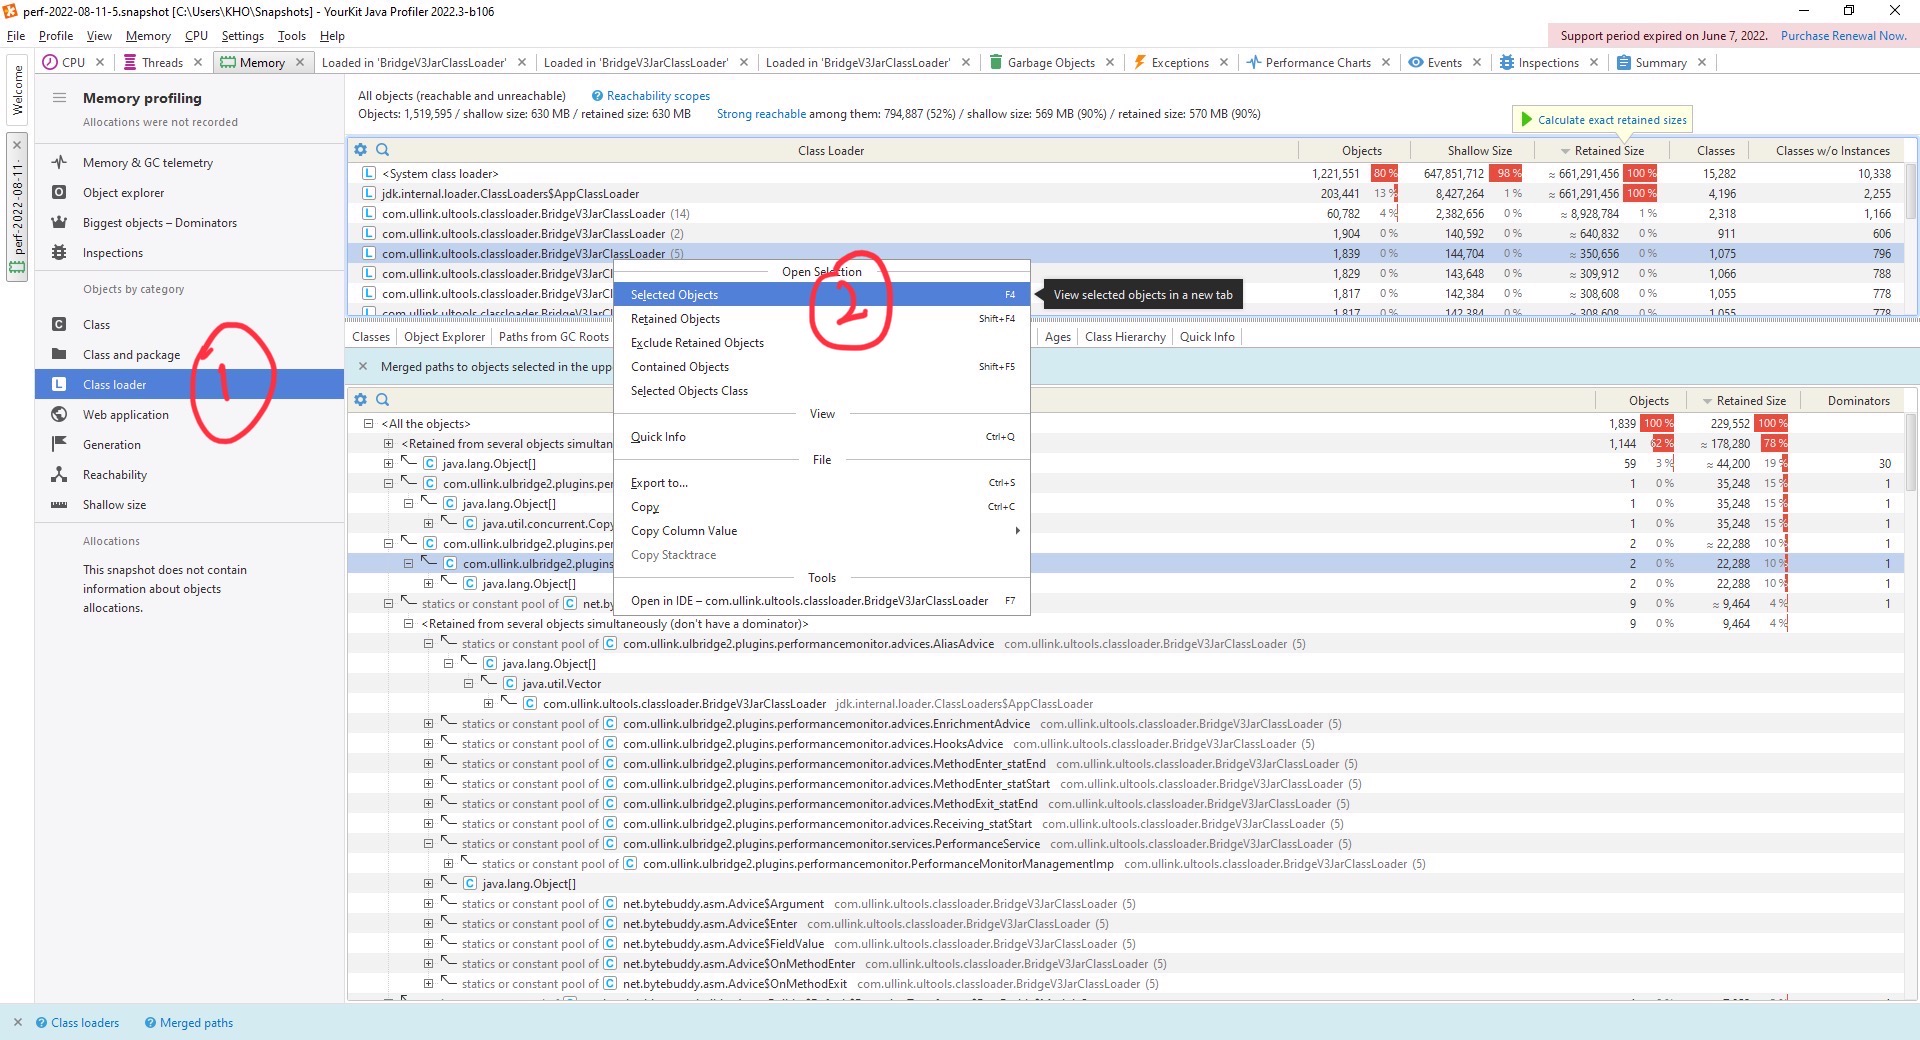 perf-2022-08-11-5.snapshot [C:\Users\KHO\Snapshots] - YourKit Java Profiler 2022.3-b106
File Profile View Memory CPU Settings Tools Help
Support period expired on June 7, 2022. Purchase Renewal Now.
Welcome
perf-2022-08-11-
CPU Threads Memory Loaded in 'BridgeV3JarClassLoader' Loaded in 'BridgeV3JarClassLoader' Loaded in 'BridgeV3JarClassLoader' Garbage Objects Exceptions Performance Charts Events Inspections Summary
Memory profiling
Allocations were not recorded
Memory & GC telemetry
Object explorer
Biggest objects – Dominators
Inspections
Objects by category
Class
Class and package
Class loader
Web application
Generation
Reachability
Shallow size
Allocations
This snapshot does not contain
information about objects
allocations.
1
All objects (reachable and unreachable) Reachability scopes
Objects: 1,519,595 / shallow size: 630 MB / retained size: 630 MB Strong reachable among them: 794,887 (52%) / shallow size: 569 MB (90%) / retained size: 570 MB (90%)
Calculate exact retained sizes
Class Loader Objects Shallow Size Retained Size Classes Classes w/o Instances
<System class loader> 1,221,551 80 % 647,851,712 98 % ≈ 661,291,456 100 % 15,282 10,338
jdk.internal.loader.ClassLoaders$AppClassLoader 203,441 13 % 8,427,264 1 % ≈ 661,291,456 100 % 4,196 2,255
com.ullink.ultools.classloader.BridgeV3JarClassLoader (14) 60,782 4 % 2,382,656 0 % ≈ 8,928,784 1 % 2,318 1,166
com.ullink.ultools.classloader.BridgeV3JarClassLoader (2) 1,904 0 % 140,592 0 % ≈ 640,832 0 % 911 606
com.ullink.ultools.classloader.BridgeV3JarClassLoader (5) 1,839 0 % 144,704 0 % ≈ 350,656 0 % 1,075 796
com.ullink.ultools.classloader.BridgeV3JarCl 1,829 0 % 143,648 0 % ≈ 309,912 0 % 1,066 788
com.ullink.ultools.classloader.BridgeV3JarCl 1,817 0 % 142,384 0 % ≈ 308,608 0 % 1,055 778
com.ullink.ultools.classloader.BridgeV3JarCl 1,817 0 % 142,384 0 % ≈ 308,608 0 % 1,055 778
Open Selection
Selected Objects F4
Retained Objects Shift+F4
Exclude Retained Objects
Contained Objects Shift+F5
Selected Objects Class
View
Quick Info Ctrl+Q
File
Export to... Ctrl+S
Copy Ctrl+C
Copy Column Value
Copy Stacktrace
Tools
Open in IDE – com.ullink.ultools.classloader.BridgeV3JarClassLoader F7
2
View selected objects in a new tab
Classes Object Explorer Paths from GC Roots Ages Class Hierarchy Quick Info
Merged paths to objects selected in the upp
Objects Retained Size Dominators
<All the objects> 1,839 100 % 229,552 100 %
<Retained from several objects simultan 1,144 62 % ≈ 178,280 78 %
java.lang.Object[] 59 3 % ≈ 44,200 19 % 30
com.ullink.ulbridge2.plugins.per 1 0 % 35,248 15 % 1
java.lang.Object[] 1 0 % 35,248 15 % 1
java.util.concurrent.Copy 1 0 % 35,248 15 % 1
com.ullink.ulbridge2.plugins.per 2 0 % ≈ 22,288 10 % 1
com.ullink.ulbridge2.plugins 2 0 % 22,288 10 % 1
java.lang.Object[] 2 0 % 22,288 10 % 1
statics or constant pool of net.by 9 0 % ≈ 9,464 4 % 1
<Retained from several objects simultaneously (don't have a dominator)> 9 0 % 9,464 4 %
statics or constant pool of com.ullink.ulbridge2.plugins.performancemonitor.advices.AliasAdvice com.ullink.ultools.classloader.BridgeV3JarClassLoader (5)
java.lang.Object[]
java.util.Vector
com.ullink.ultools.classloader.BridgeV3JarClassLoader jdk.internal.loader.ClassLoaders$AppClassLoader
statics or constant pool of com.ullink.ulbridge2.plugins.performancemonitor.advices.EnrichmentAdvice com.ullink.ultools.classloader.BridgeV3JarClassLoader (5)
statics or constant pool of com.ullink.ulbridge2.plugins.performancemonitor.advices.HooksAdvice com.ullink.ultools.classloader.BridgeV3JarClassLoader (5)
statics or constant pool of com.ullink.ulbridge2.plugins.performancemonitor.advices.MethodEnter_statEnd com.ullink.ultools.classloader.BridgeV3JarClassLoader (5)
statics or constant pool of com.ullink.ulbridge2.plugins.performancemonitor.advices.MethodEnter_statStart com.ullink.ultools.classloader.BridgeV3JarClassLoader (5)
statics or constant pool of com.ullink.ulbridge2.plugins.performancemonitor.advices.MethodExit_statEnd com.ullink.ultools.classloader.BridgeV3JarClassLoader (5)
statics or constant pool of com.ullink.ulbridge2.plugins.performancemonitor.advices.Receiving_statStart com.ullink.ultools.classloader.BridgeV3JarClassLoader (5)
statics or constant pool of com.ullink.ulbridge2.plugins.performancemonitor.services.PerformanceService com.ullink.ultools.classloader.BridgeV3JarClassLoader (5)
statics or constant pool of com.ullink.ulbridge2.plugins.performancemonitor.PerformanceMonitorManagementImp com.ullink.ultools.classloader.BridgeV3JarClassLoader (5)
java.lang.Object[]
statics or constant pool of net.bytebuddy.asm.Advice$Argument com.ullink.ultools.classloader.BridgeV3JarClassLoader (5)
statics or constant pool of net.bytebuddy.asm.Advice$Enter com.ullink.ultools.classloader.BridgeV3JarClassLoader (5)
statics or constant pool of net.bytebuddy.asm.Advice$FieldValue com.ullink.ultools.classloader.BridgeV3JarClassLoader (5)
statics or constant pool of net.bytebuddy.asm.Advice$OnMethodEnter com.ullink.ultools.classloader.BridgeV3JarClassLoader (5)
statics or constant pool of net.bytebuddy.asm.Advice$OnMethodExit com.ullink.ultools.classloader.BridgeV3JarClassLoader (5)
Class loaders Merged paths